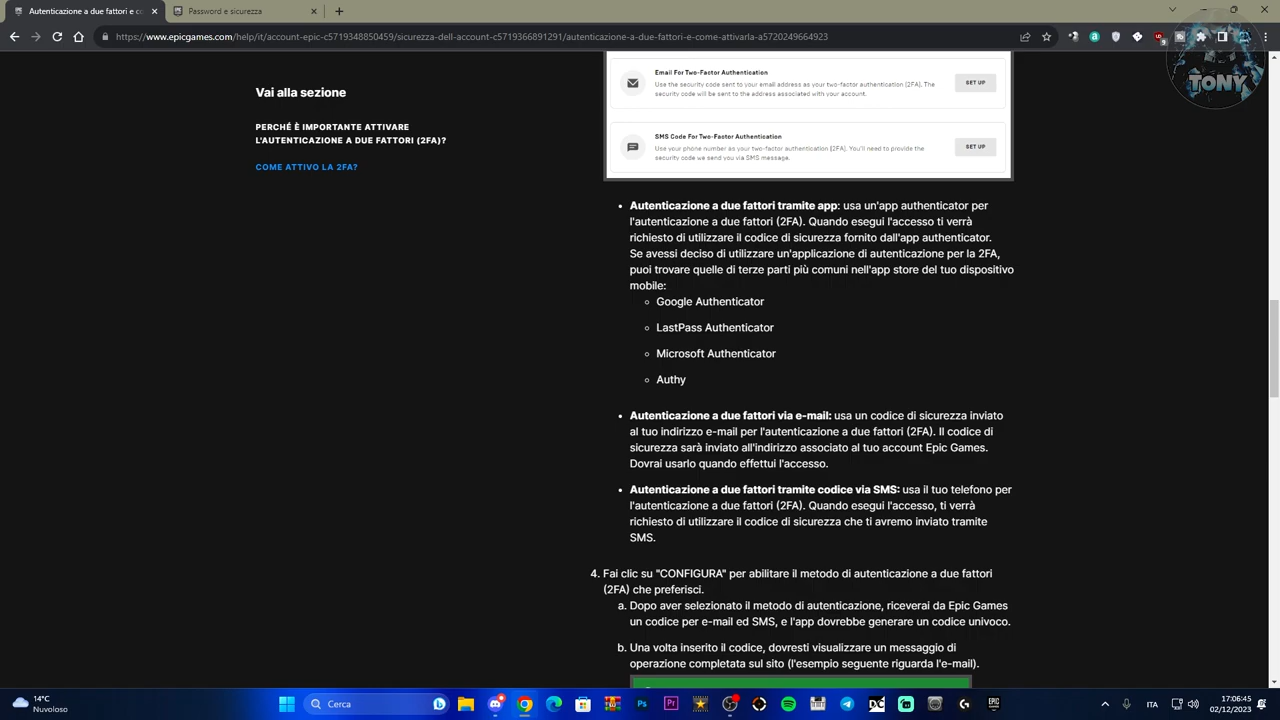 Autenticazione a due fattori e co
Password e sicurezza
https://www.epicgames.com/help/it/account-epic-c5719348850459/sicurezza-dell-account-c5719366891291/autenticazione-a-due-fattori-e-come-attivarla-a5720249664923
Vai alla sezione
PERCHÉ È IMPORTANTE ATTIVARE
L'AUTENTICAZIONE A DUE FATTORI (2FA)?
COME ATTIVO LA 2FA?
Email For Two-Factor Authentication
Use the security code sent to your email address as your two-factor authentication (2FA). The
security code will be sent to the address associated with your account.
SET UP
SMS Code For Two-Factor Authentication
Use your phone number as your two-factor authentication (2FA). You'll need to provide the
security code we send you via SMS message.
SET UP
• Autenticazione a due fattori tramite app: usa un'app authenticator per
l'autenticazione a due fattori (2FA). Quando esegui l'accesso ti verrà
richiesto di utilizzare il codice di sicurezza fornito dall'app authenticator.
Se avessi deciso di utilizzare un'applicazione di autenticazione per la 2FA,
puoi trovare quelle di terze parti più comuni nell'app store del tuo dispositivo
mobile:
Google Authenticator
LastPass Authenticator
Microsoft Authenticator
Authy
• Autenticazione a due fattori via e-mail: usa un codice di sicurezza inviato
al tuo indirizzo e-mail per l'autenticazione a due fattori (2FA). Il codice di
sicurezza sarà inviato all'indirizzo associato al tuo account Epic Games.
Dovrai usarlo quando effettui l'accesso.
• Autenticazione a due fattori tramite codice via SMS: usa il tuo telefono per
l'autenticazione a due fattori (2FA). Quando esegui l'accesso, ti verrà
richiesto di utilizzare il codice di sicurezza che ti avremo inviato tramite
SMS.
4. Fai clic su "CONFIGURA" per abilitare il metodo di autenticazione a due fattori
(2FA) che preferisci.
a. Dopo aver selezionato il metodo di autenticazione, riceverai da Epic Games
un codice per e-mail ed SMS, e l'app dovrebbe generare un codice univoco.
b. Una volta inserito il codice, dovresti visualizzare un messaggio di
operazione completata sul sito (l'esempio seguente riguarda l'e-mail).
14°C
Nuvoloso
Cerca
Ps
Pr
EPIC
ITA
17:06:45
02/12/2023